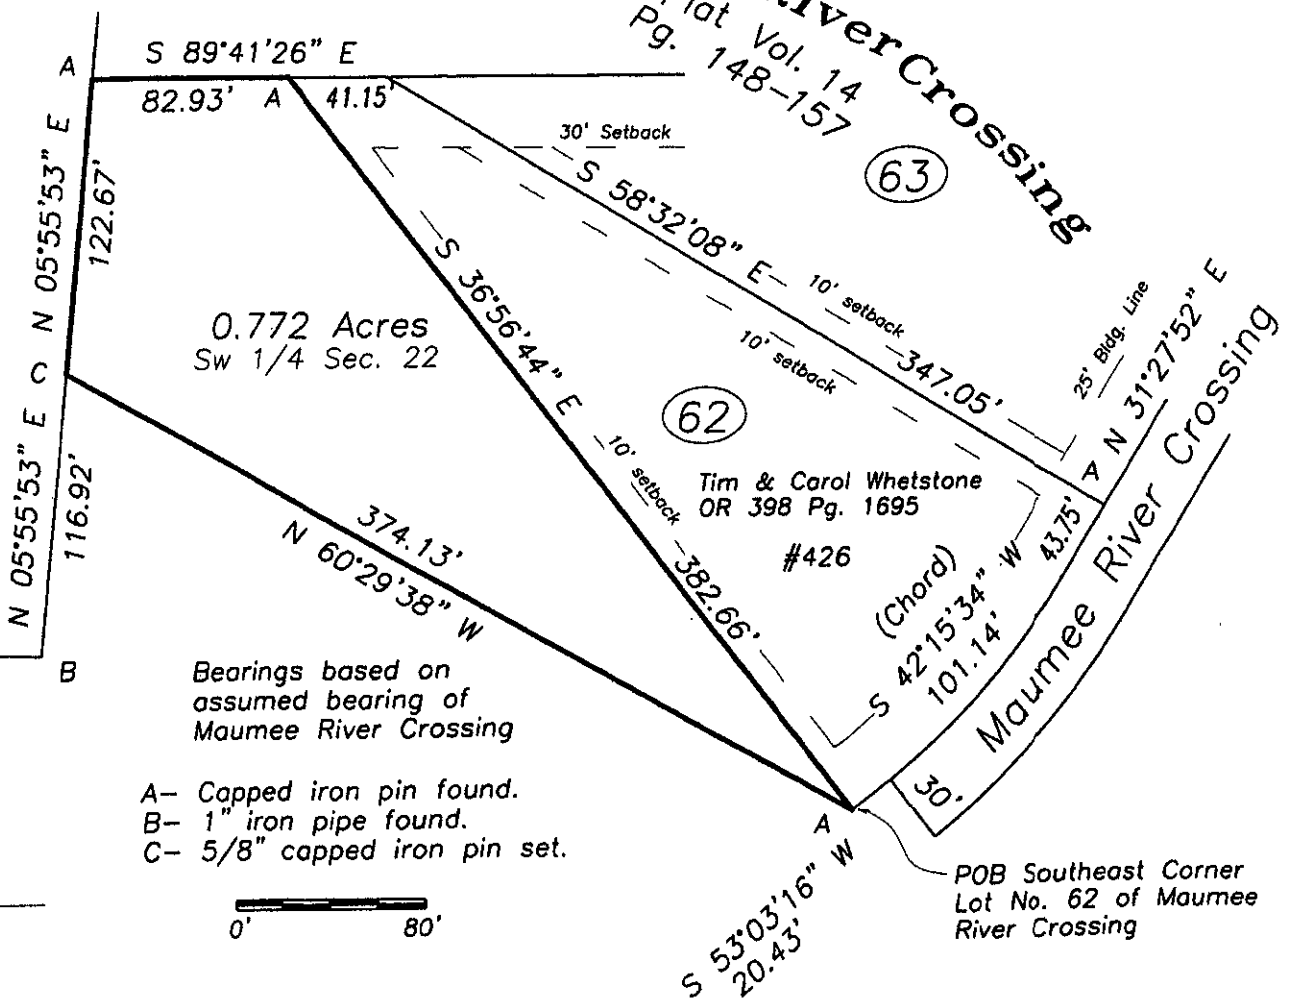 River Crossing
Plat Vol. 14
Pg. 148-157
A
S 89°41'26" E
82.93' A 41.15'
30' Setback
63
N 05°55'53" E
122.67'
S 58°32'08" E
347.05'
10' setback
10' setback
25' Bldg. Line
N 31°27'52" E
A
0.772 Acres
Sw 1/4 Sec. 22
S 36°56'44" E
382.66'
10' setback
62
Tim & Carol Whetstone
OR 398 Pg. 1695
#426
C
N 05°55'53" E
116.92'
374.13'
N 60°29'38" W
(Chord)
S 42°15'34" W
101.14'
43.75'
Maumee River Crossing
30'
B
Bearings based on
assumed bearing of
Maumee River Crossing
A- Capped iron pin found.
B- 1" iron pipe found.
C- 5/8" capped iron pin set.
0' 80'
A
S 53°03'16" W
20.43'
POB Southeast Corner
Lot No. 62 of Maumee
River Crossing